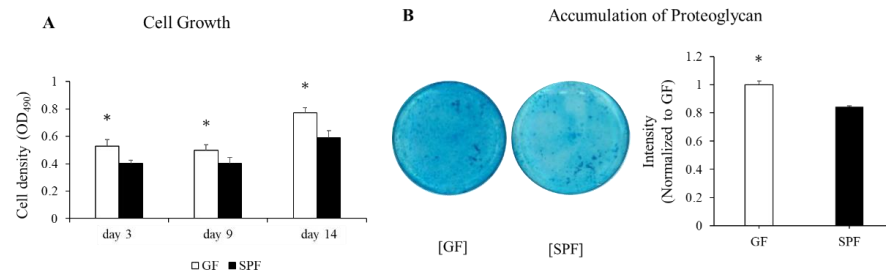 A
Cell Growth
Cell density (OD490)
1
0.8
0.6
0.4
0.2
0
*
*
*
day 3
day 9
day 14
GF
SPF
B
Accumulation of Proteoglycan
[GF]
[SPF]
Intensity
(Normalized to GF)
1.2
1
0.8
0.6
0.4
0.2
0
*
GF
SPF